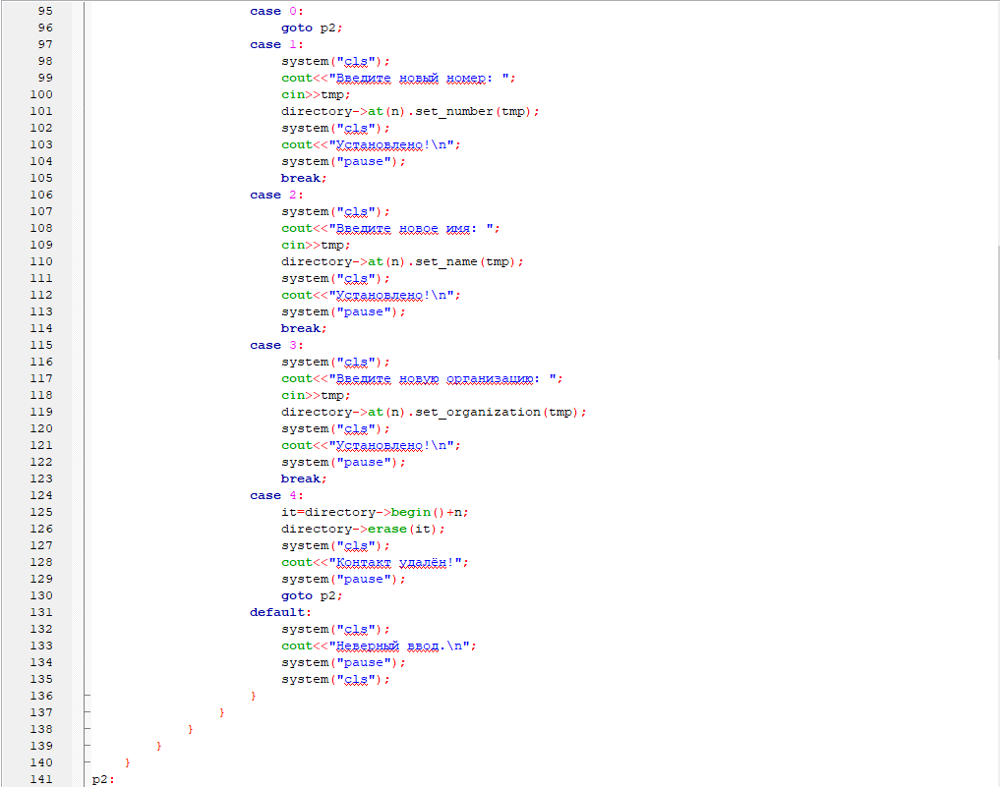 95 case 0:
96 goto p2;
97 case 1:
98 system("cls");
99 cout<<"Введите новый номер: ";
100 cin>>tmp;
101 directory->at(n).set_number(tmp);
102 system("cls");
103 cout<<"Установлено!\n";
104 system("pause");
105 break;
106 case 2:
107 system("cls");
108 cout<<"Введите новое имя: ";
109 cin>>tmp;
110 directory->at(n).set_name(tmp);
111 system("cls");
112 cout<<"Установлено!\n";
113 system("pause");
114 break;
115 case 3:
116 system("cls");
117 cout<<"Введите новую организацию: ";
118 cin>>tmp;
119 directory->at(n).set_organization(tmp);
120 system("cls");
121 cout<<"Установлено!\n";
122 system("pause");
123 break;
124 case 4:
125 it=directory->begin()+n;
126 directory->erase(it);
127 system("cls");
128 cout<<"Контакт удалён!";
129 system("pause");
130 goto p2;
131 default:
132 system("cls");
133 cout<<"Неверный ввод.\n";
134 system("pause");
135 system("cls");
136 }
137 }
138 }
139 }
140 }
141 p2: